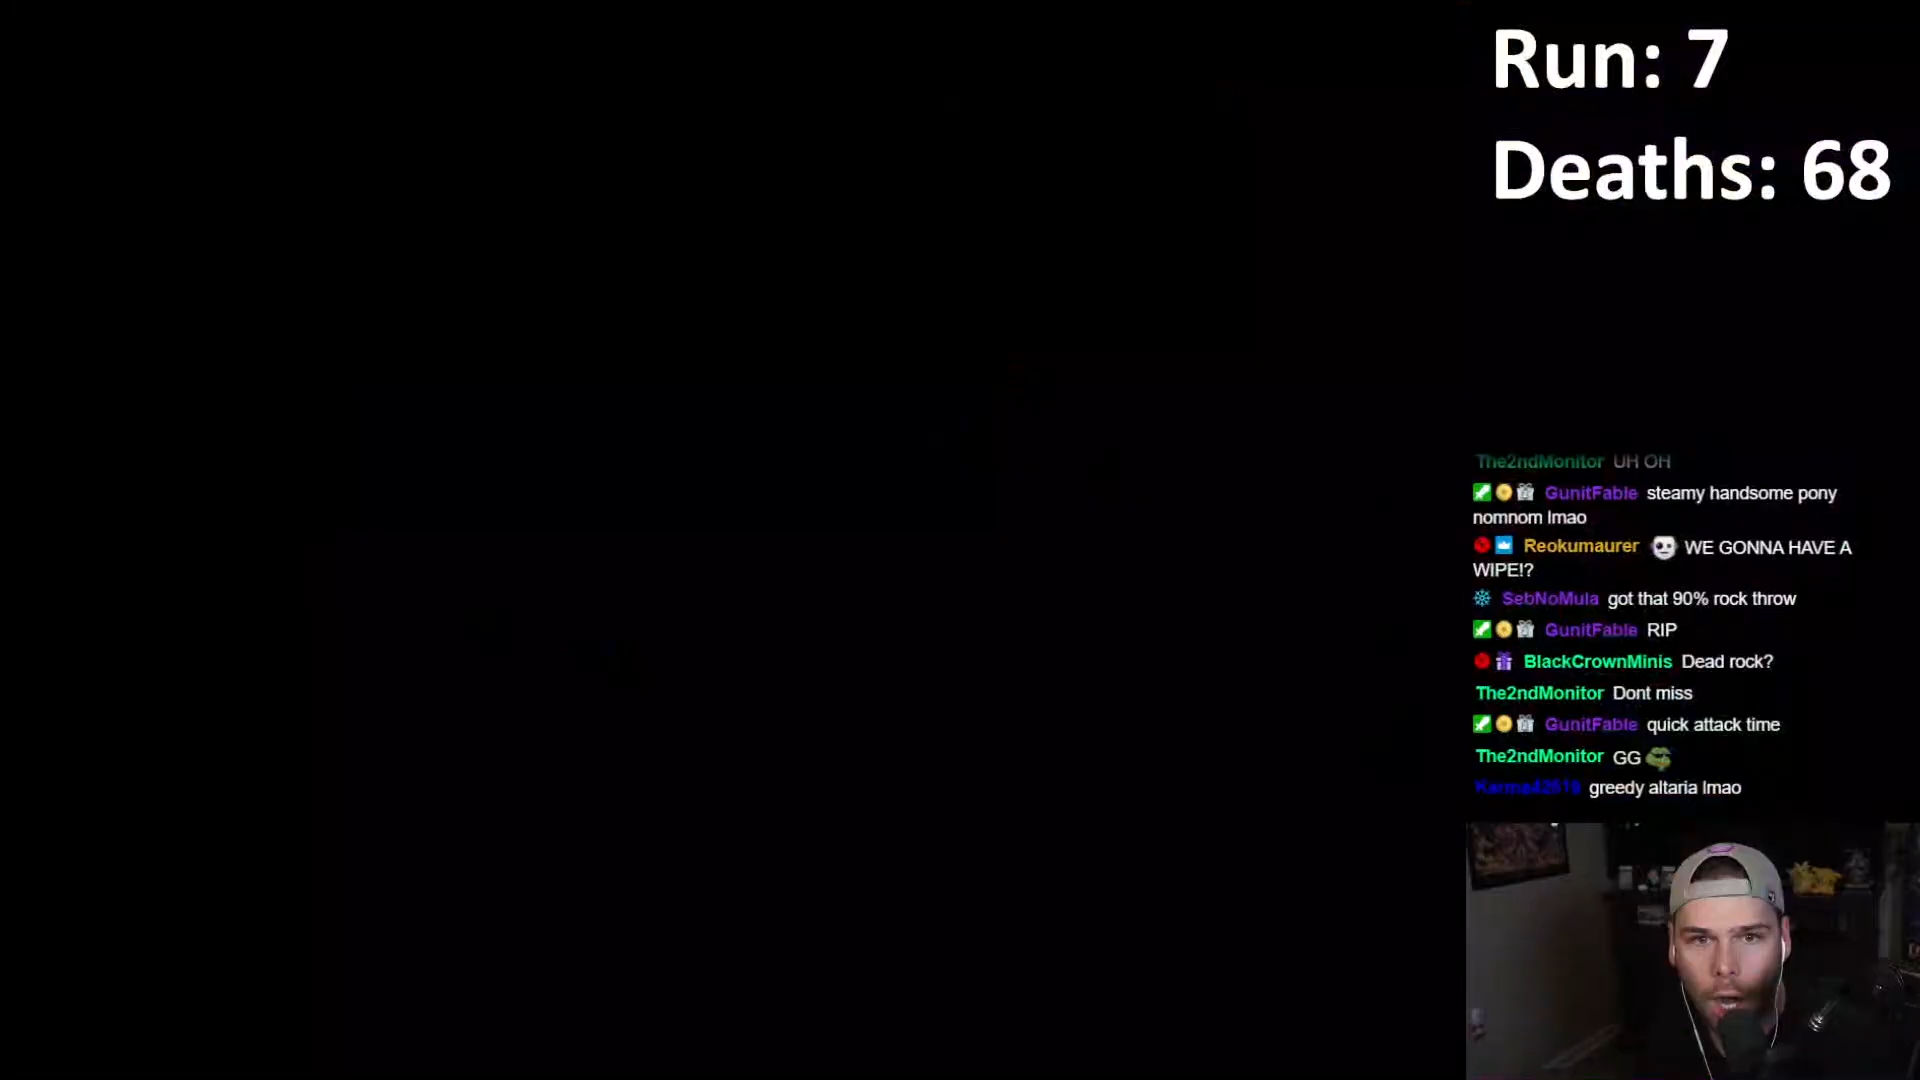 Run: 7
Deaths: 68
The2ndMonitor UH OH
GunitFable steamy handsome pony
nomnom lmao
Reokumaurer WE GONNA HAVE A
WIPE!?
SebNoMula got that 90% rock throw
GunitFable RIP
BlackCrownMinis Dead rock?
The2ndMonitor Dont miss
GunitFable quick attack time
The2ndMonitor GG
greedy altaria lmao